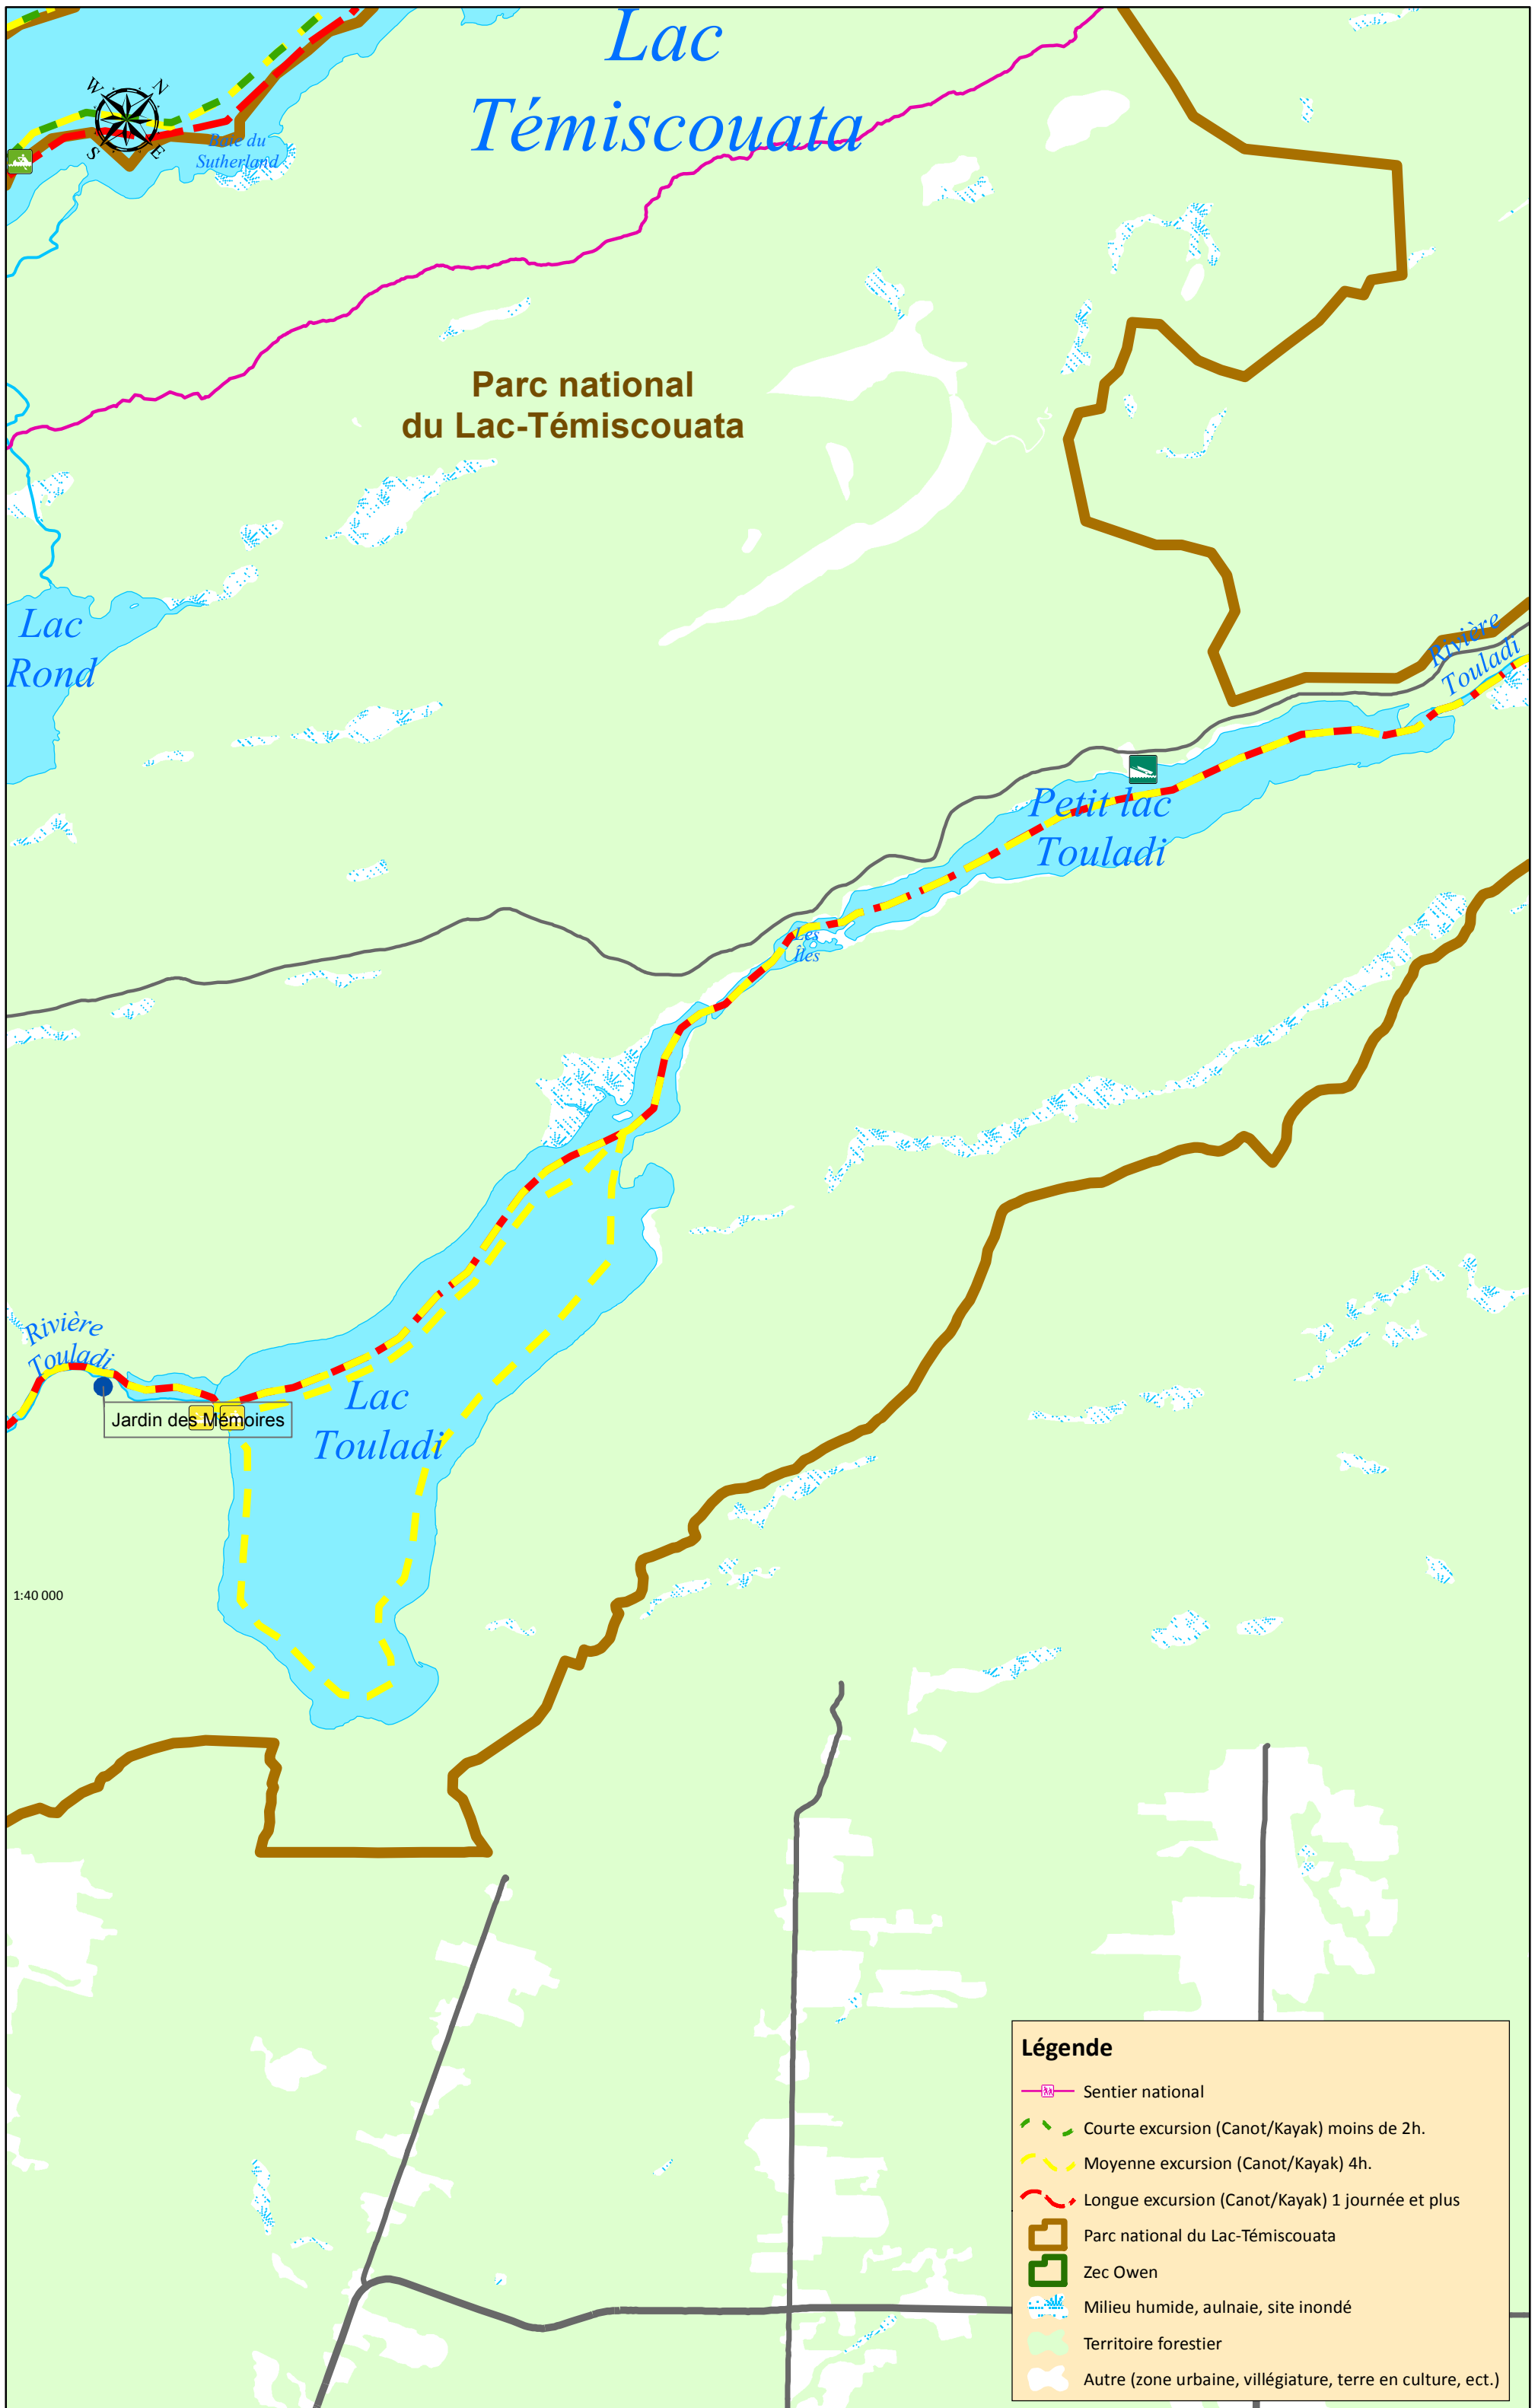 Lac
Témiscouata
N
W
S
E
Baie du
Sutherland
Parc national
du Lac-Témiscouata
Lac
Rond
Rivière
Touladi
Petit lac
Touladi
Les
Îles
Rivière
Touladi
Jardin des Mémoires
Lac
Touladi
1:40 000
Légende
Sentier national
Courte excursion (Canot/Kayak) moins de 2h.
Moyenne excursion (Canot/Kayak) 4h.
Longue excursion (Canot/Kayak) 1 journée et plus
Parc national du Lac-Témiscouata
Zec Owen
Milieu humide, aulnaie, site inondé
Territoire forestier
Autre (zone urbaine, villégiature, terre en culture, ect.)